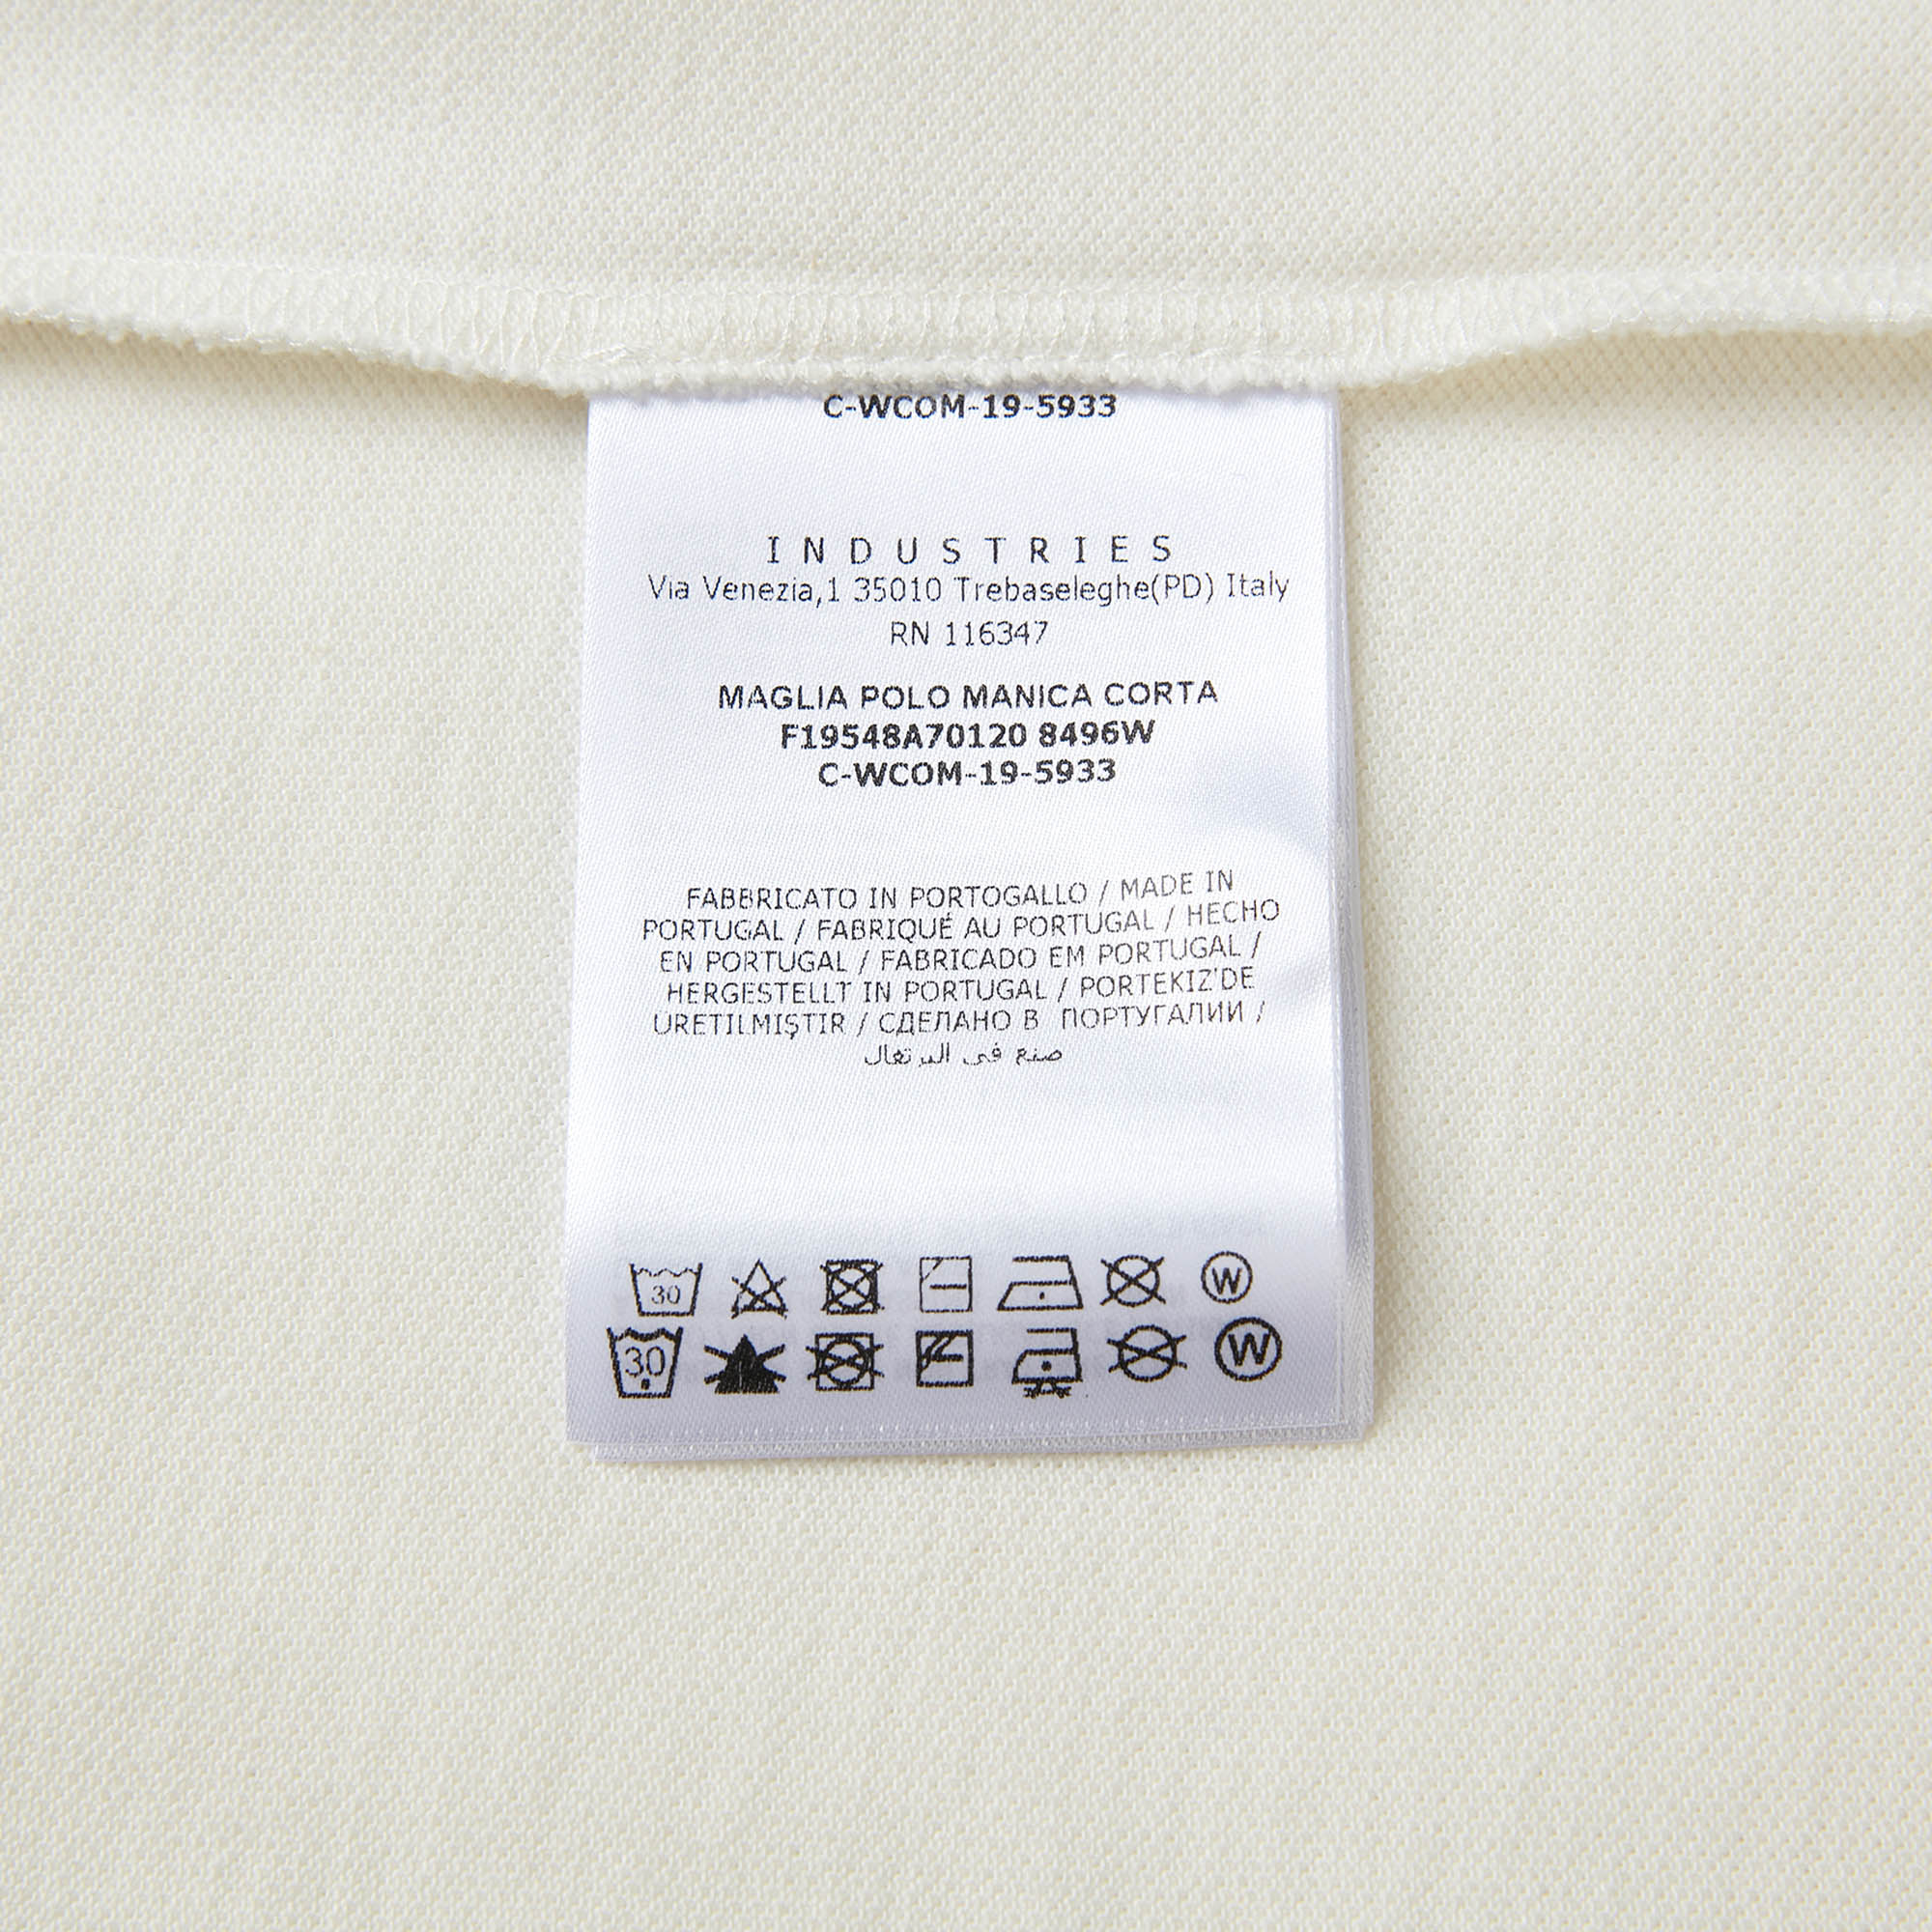 C-WCOM-19-5933
INDUSTRIES
Via Venezia,1 35010 Trebaseleghe(PD) Italy
RN 116347
MAGLIA POLO MANICA CORTA
F19548A70120 8496W
C-WCOM-19-5933
FABBRICATO IN PORTOGALLO / MADE IN
PORTUGAL / FABRIQUÉ AU PORTUGAL / HECHO
EN PORTUGAL / FABRICADO EM PORTUGAL /
HERGESTELLT IN PORTUGAL / PORTEKIZ'DE
URETILMIŞTIR / СДЕЛАНО В ПОРТУГАЛИИ /
صنع في البرتغال
30 W
30 W